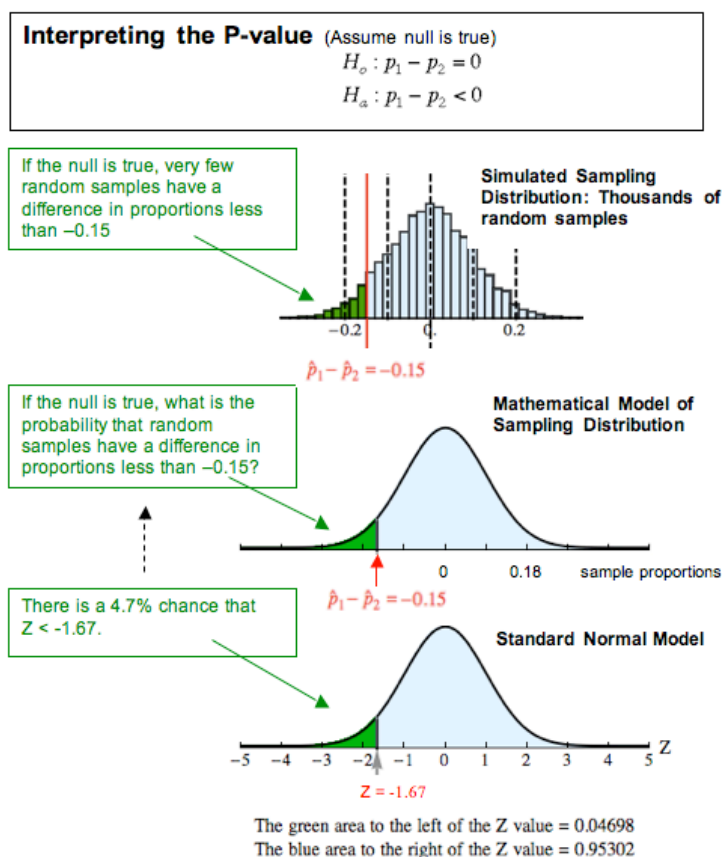 Interpreting the P-value (Assume null is true)
Hₒ : p₁ − p₂ = 0
Hₐ : p₁ − p₂ < 0
If the null is true, very few
random samples have a
difference in proportions less
than –0.15
Simulated Sampling
Distribution: Thousands of
random samples
−0.2 0. 0.2
p̂₁ − p̂₂ = −0.15
If the null is true, what is the
probability that random
samples have a difference in
proportions less than –0.15?
Mathematical Model of
Sampling Distribution
0 0.18 sample proportions
p̂₁ − p̂₂ = −0.15
There is a 4.7% chance that
Z < -1.67.
Standard Normal Model
−5 −4 −3 −2 −1 0 1 2 3 4 5 Z
Z = -1.67
The green area to the left of the Z value = 0.04698
The blue area to the right of the Z value = 0.95302